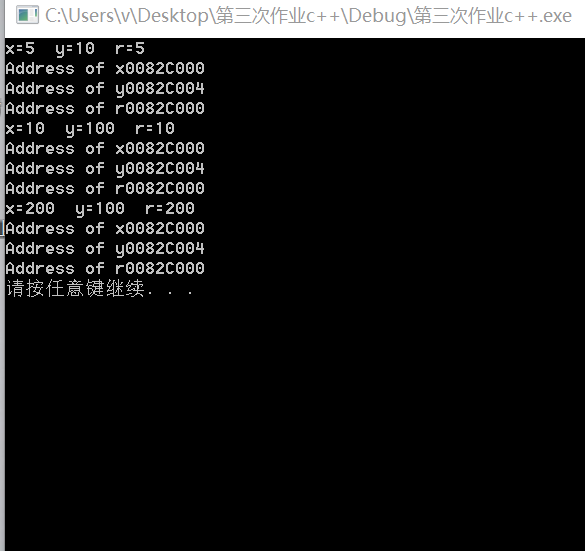 C:\Users\v\Desktop\第三次作业c++\Debug\第三次作业c++.exe
x=5  y=10  r=5
Address of x0082C000
Address of y0082C004
Address of r0082C000
x=10  y=100  r=10
Address of x0082C000
Address of y0082C004
Address of r0082C000
x=200  y=100  r=200
Address of x0082C000
Address of y0082C004
Address of r0082C000
请按任意键继续. . .